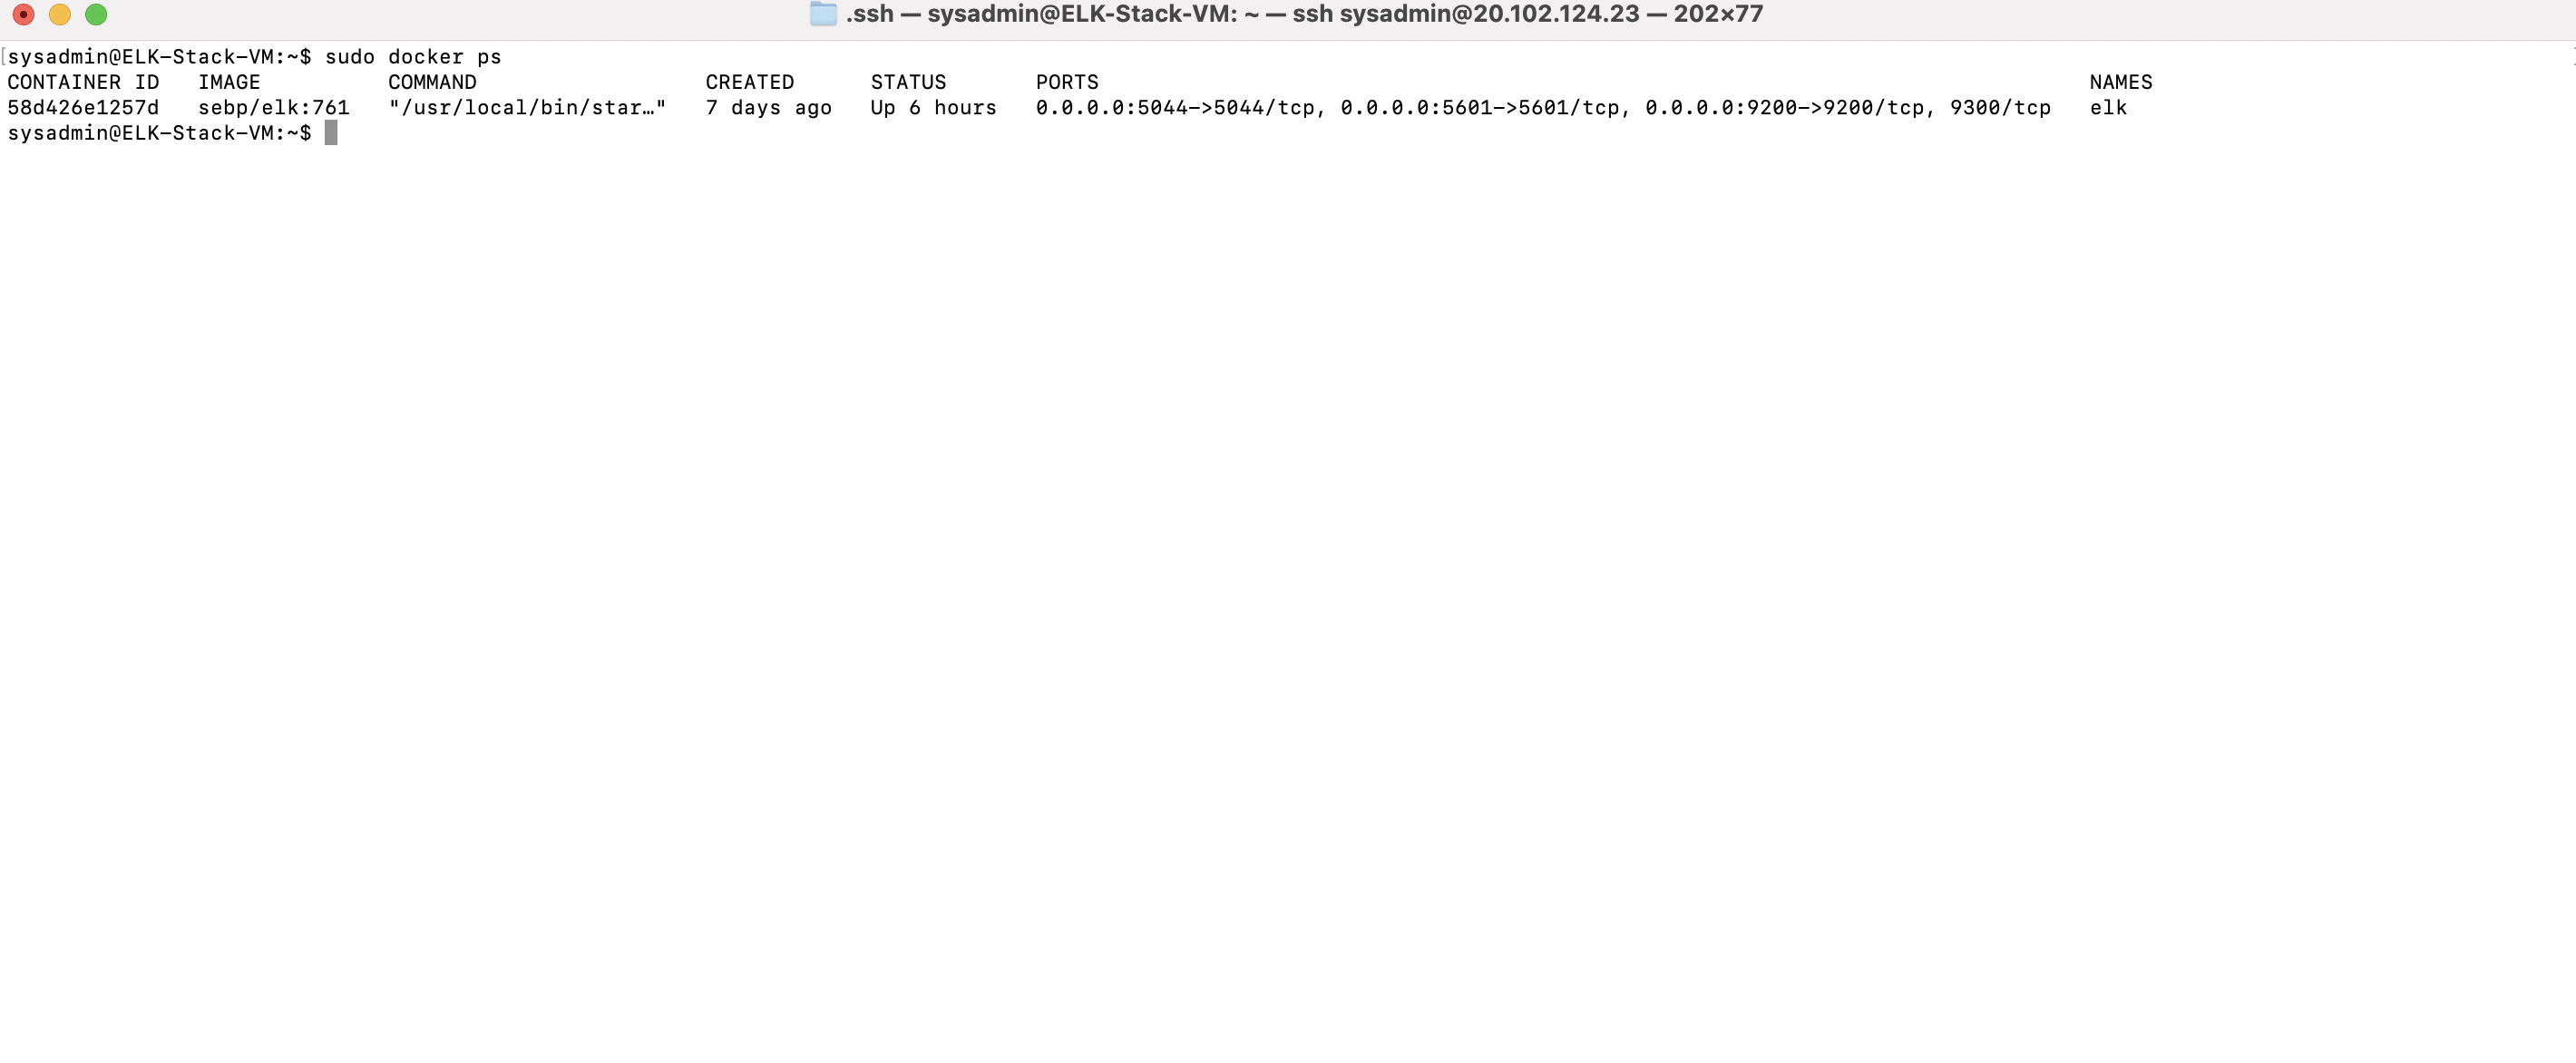 .ssh — sysadmin@ELK-Stack-VM: ~ — ssh sysadmin@20.102.124.23 — 202×77
[sysadmin@ELK-Stack-VM:~$ sudo docker ps ]
CONTAINER ID   IMAGE          COMMAND                  CREATED      STATUS       PORTS                                                                              NAMES
58d426e1257d   sebp/elk:761   "/usr/local/bin/star…"   7 days ago   Up 6 hours   0.0.0.0:5044->5044/tcp, 0.0.0.0:5601->5601/tcp, 0.0.0.0:9200->9200/tcp, 9300/tcp   elk
sysadmin@ELK-Stack-VM:~$